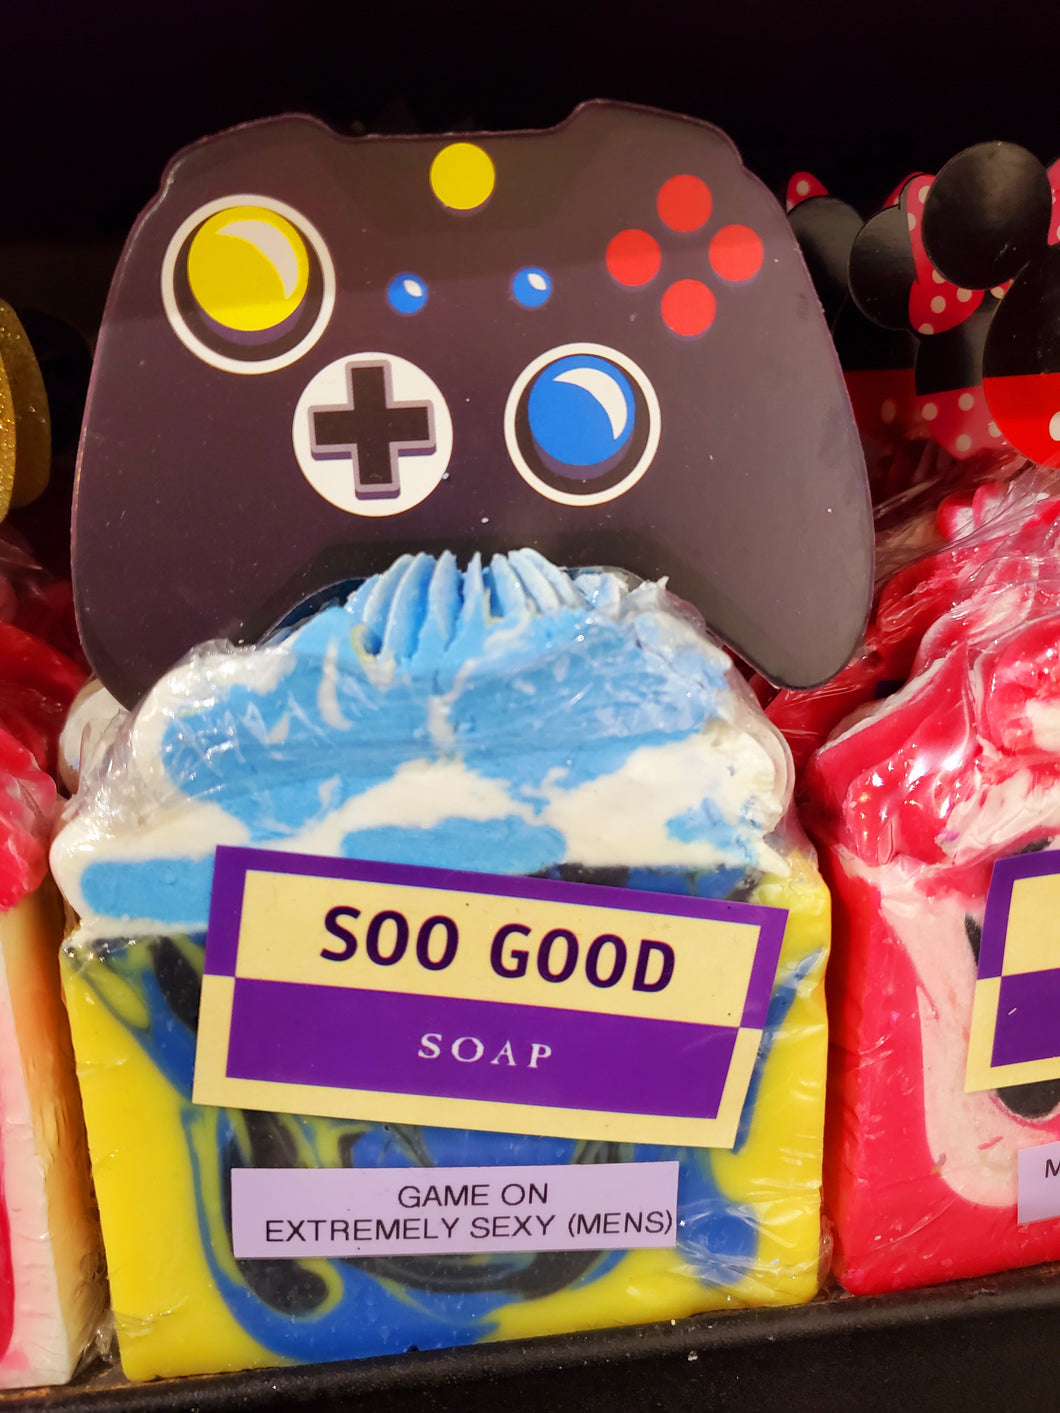 SOO GOOD
SOAP
GAME ON
EXTREMELY SEXY (MENS)
M